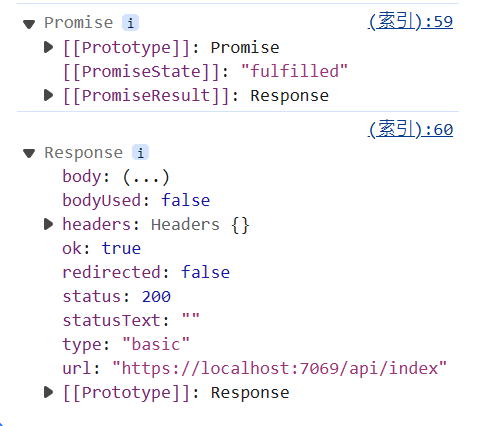 Promise i (索引):59
[[Prototype]]: Promise
[[PromiseState]]: "fulfilled"
[[PromiseResult]]: Response
(索引):60
Response i
body: (...)
bodyUsed: false
headers: Headers {}
ok: true
redirected: false
status: 200
statusText: ""
type: "basic"
url: "https://localhost:7069/api/index"
[[Prototype]]: Response